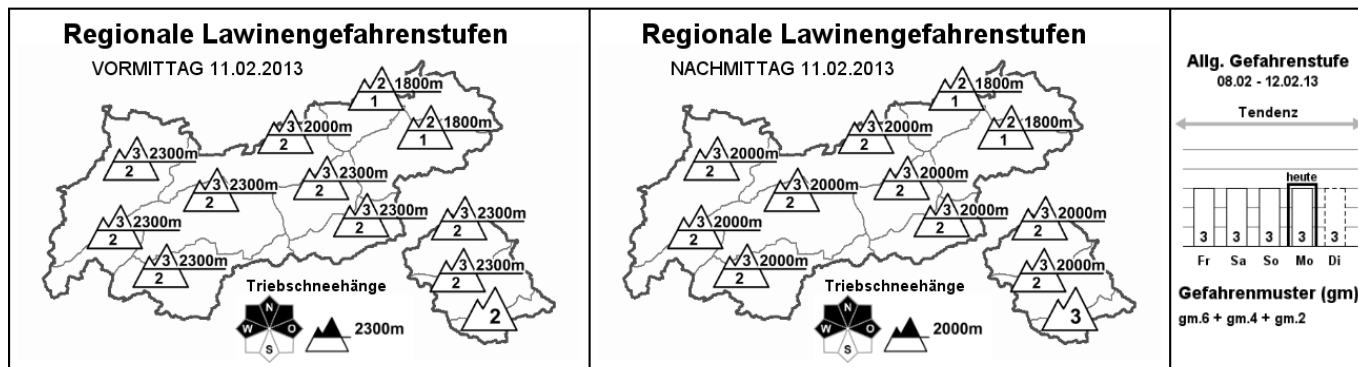 Regionale Lawinengefahrenstufen
VORMITTAG 11.02.2013
2 1800m
1
3 2000m
2
2 1800m
1
3 2300m
2
3 2300m
2
3 2300m
2
3 2300m
2
3 2300m
2
3 2300m
2
3 2300m
2
3 2300m
2
2
Triebschneehänge
N
W O
S
2300m
Regionale Lawinengefahrenstufen
NACHMITTAG 11.02.2013
2 1800m
1
3 2000m
2
2 1800m
1
3 2000m
2
3 2000m
2
3 2000m
2
3 2000m
2
3 2000m
2
3 2000m
2
3 2000m
2
3 2000m
2
3
Triebschneehänge
N
W O
S
2000m
Allg. Gefahrenstufe
08.02 - 12.02.13
Tendenz
heute
3 3 3 3 3
Fr Sa So Mo Di
Gefahrenmuster (gm)
gm.6 + gm.4 + gm.2